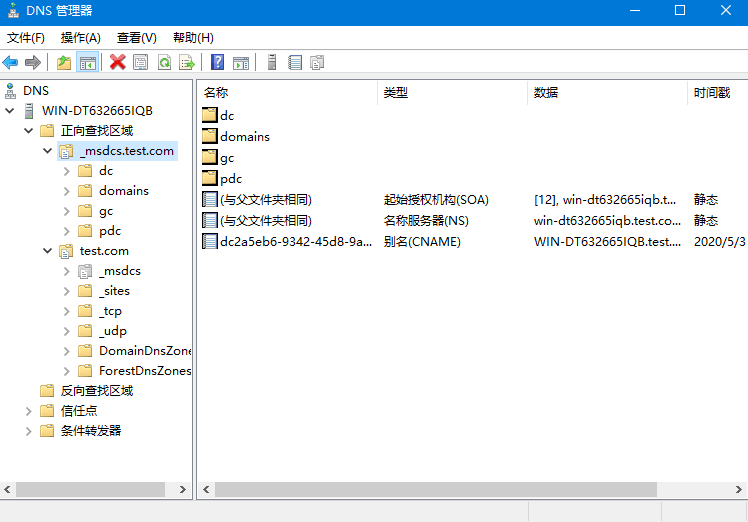 DNS 管理器
文件(F) 操作(A) 查看(V) 帮助(H)
DNS
WIN-DT632665IQB
正向查找区域
_msdcs.test.com
dc
domains
gc
pdc
test.com
_msdcs
_sites
_tcp
_udp
DomainDnsZone
ForestDnsZones
反向查找区域
信任点
条件转发器
名称 类型 数据 时间戳
dc
domains
gc
pdc
(与父文件夹相同) 起始授权机构(SOA) [12], win-dt632665iqb.t... 静态
(与父文件夹相同) 名称服务器(NS) win-dt632665iqb.test.co... 静态
dc2a5eb6-9342-45d8-9a... 别名(CNAME) WIN-DT632665IQB.test.... 2020/5/3